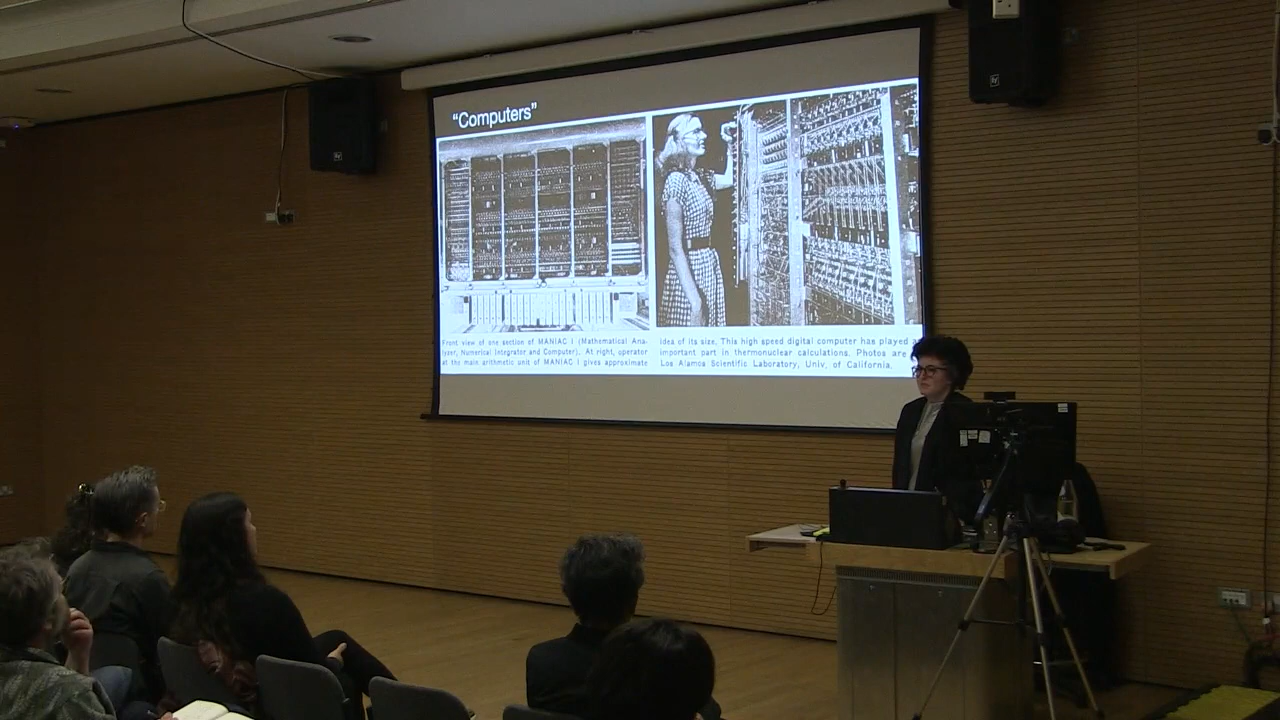 “Computers”
Front view of one section of MANIAC I (Mathematical Ana-
lyzer, Numerical Integrator and Computer). At right, operator
at the main arithmetic unit of MANIAC I gives approximate
idea of its size. This high speed digital computer has played a
important part in thermonuclear calculations. Photos are
Los Alamos Scientific Laboratory, Univ. of California.